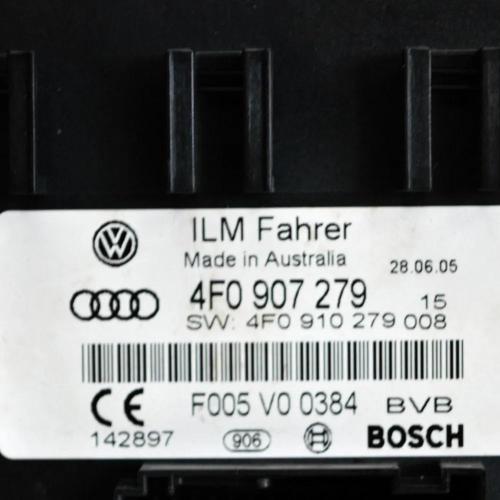 ILM Fahrer
Made in Australia 28.06.05
4F0 907 279 15
SW: 4F0 910 279 008
F005 V0 0384 BVB
CE
142897 906 BOSCH